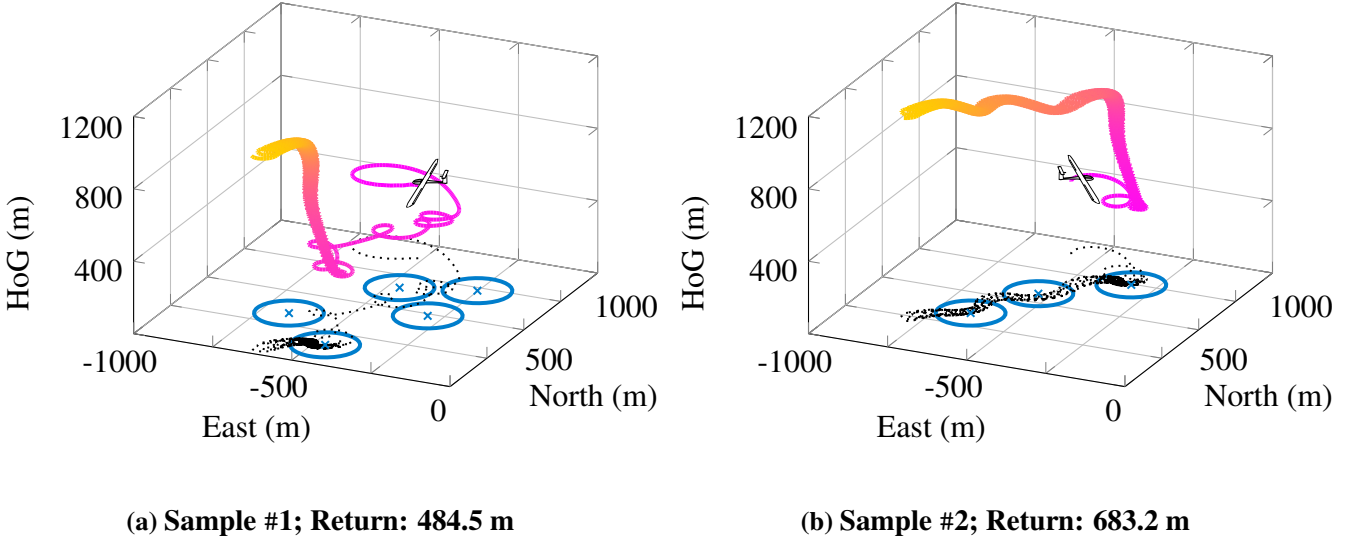 1200
800
400
HoG (m)
-1000
-500
0
East (m)
500
1000
North (m)
(a) Sample #1; Return: 484.5 m
1200
800
400
HoG (m)
-1000
-500
0
East (m)
500
1000
North (m)
(b) Sample #2; Return: 683.2 m